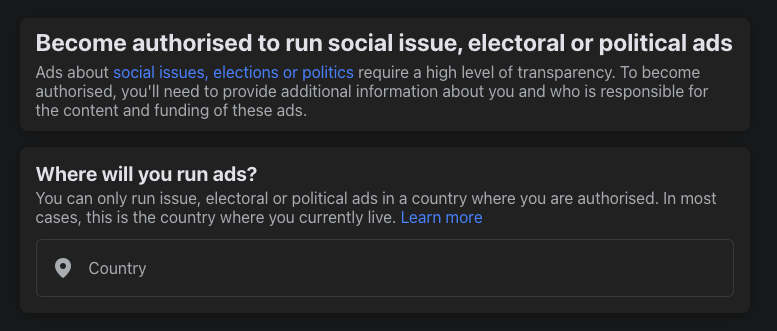 Become authorised to run social issue, electoral or political ads
Ads about social issues, elections or politics require a high level of transparency. To become
authorised, you'll need to provide additional information about you and who is responsible for
the content and funding of these ads.
Where will you run ads?
You can only run issue, electoral or political ads in a country where you are authorised. In most
cases, this is the country where you currently live. Learn more
Country